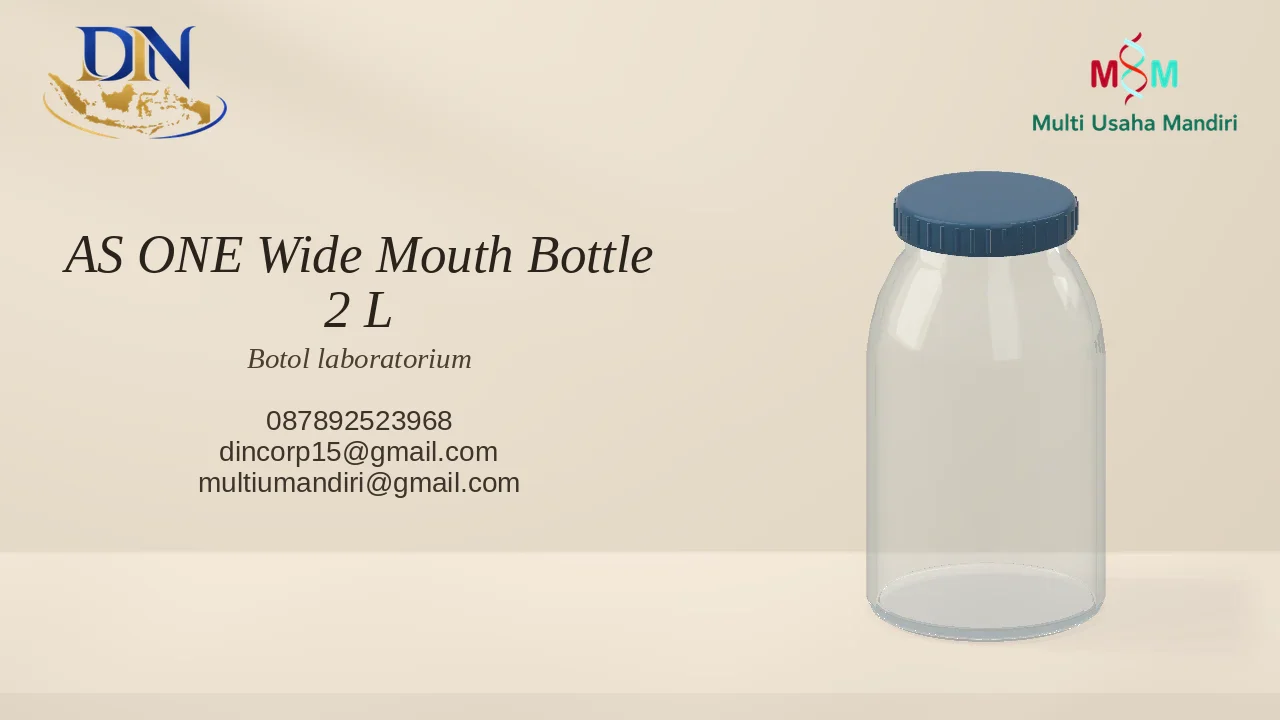 DIN
MSM
Multi Usaha Mandiri
AS ONE Wide Mouth Bottle
2 L
Botol laboratorium
087892523968
dincorp15@gmail.com
multiumandiri@gmail.com